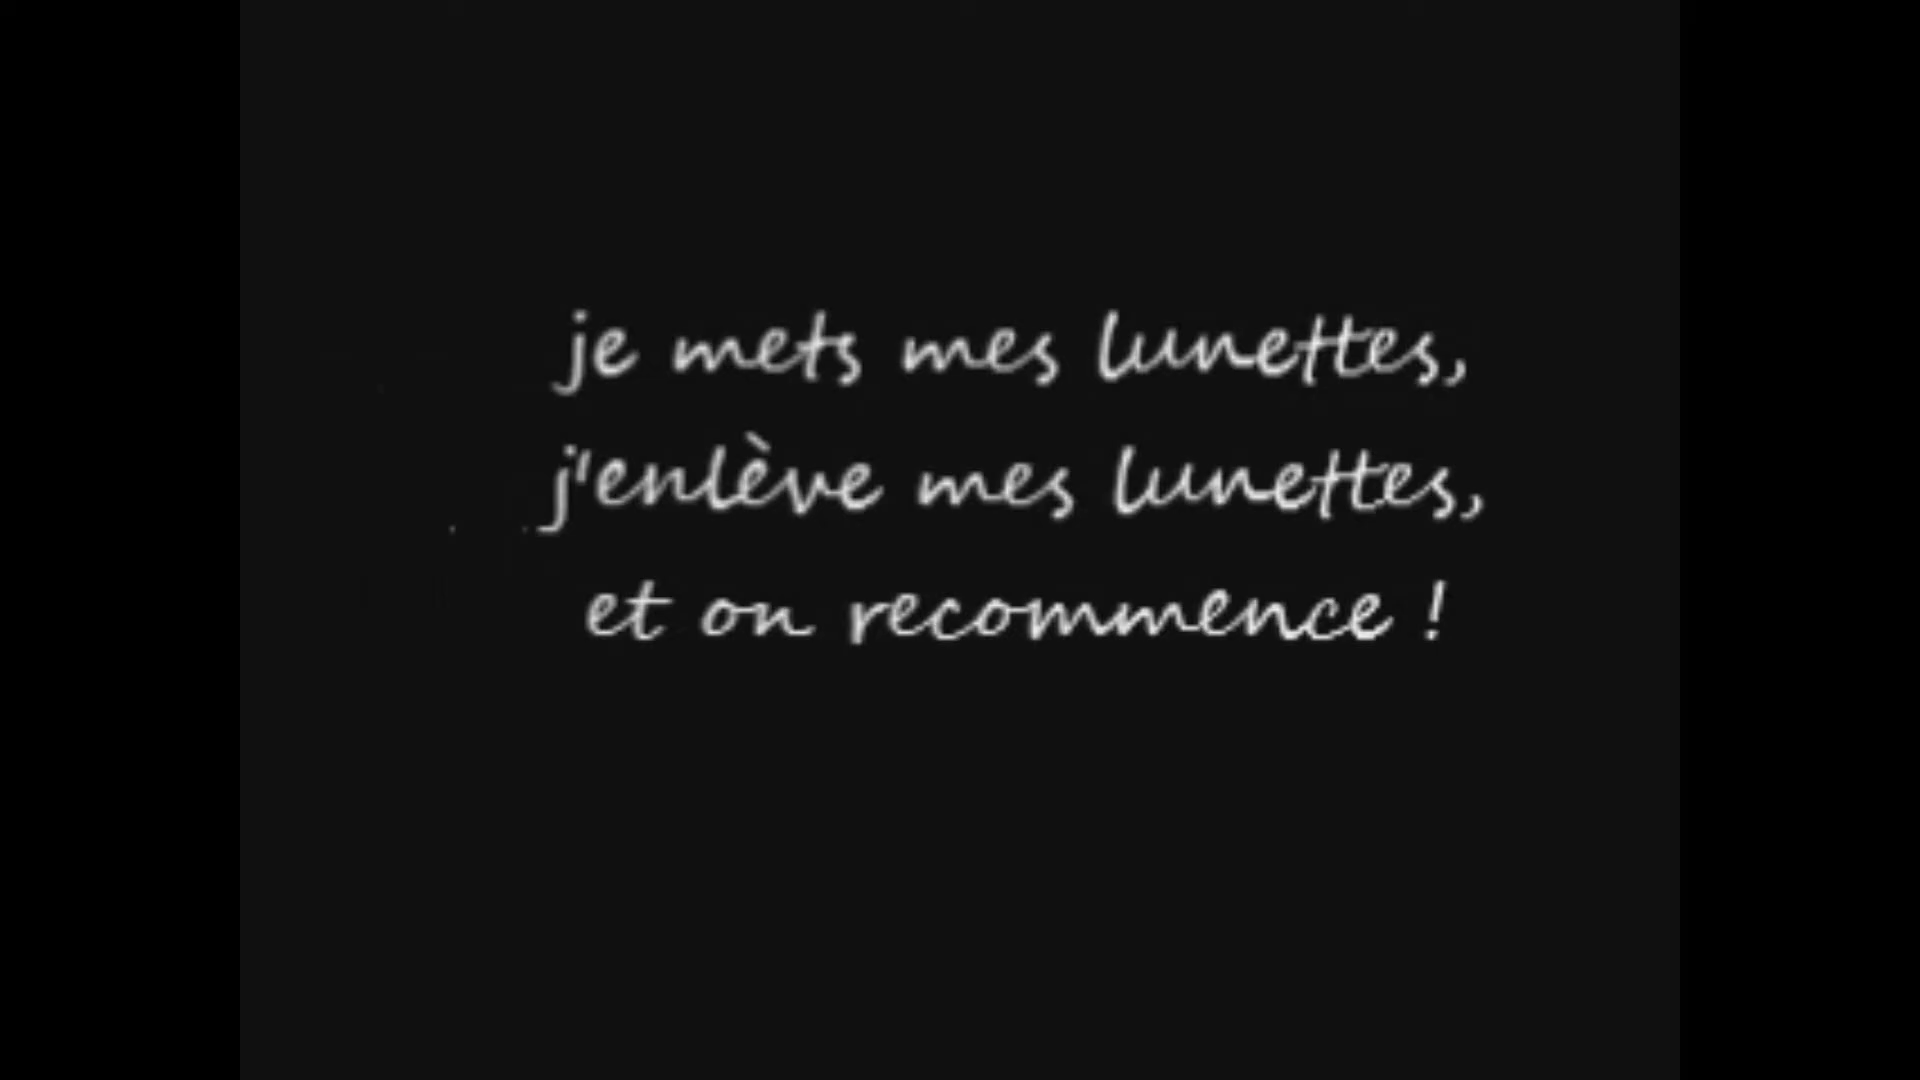 je mets mes lunettes,
j'enlève mes lunettes,
et on recommence !